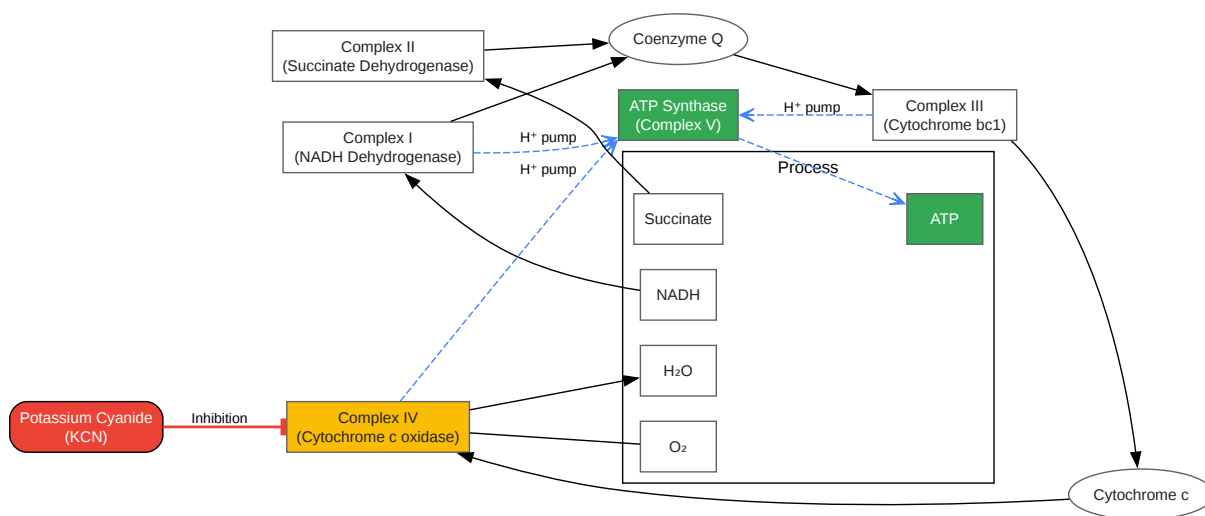 Complex II
(Succinate Dehydrogenase)
Coenzyme Q
ATP Synthase
(Complex V)
H⁺ pump
Complex III
(Cytochrome bc1)
Complex I
(NADH Dehydrogenase)
H⁺ pump
H⁺ pump
Process
Succinate
ATP
NADH
H₂O
Potassium Cyanide
(KCN)
Inhibition
Complex IV
(Cytochrome c oxidase)
O₂
Cytochrome c